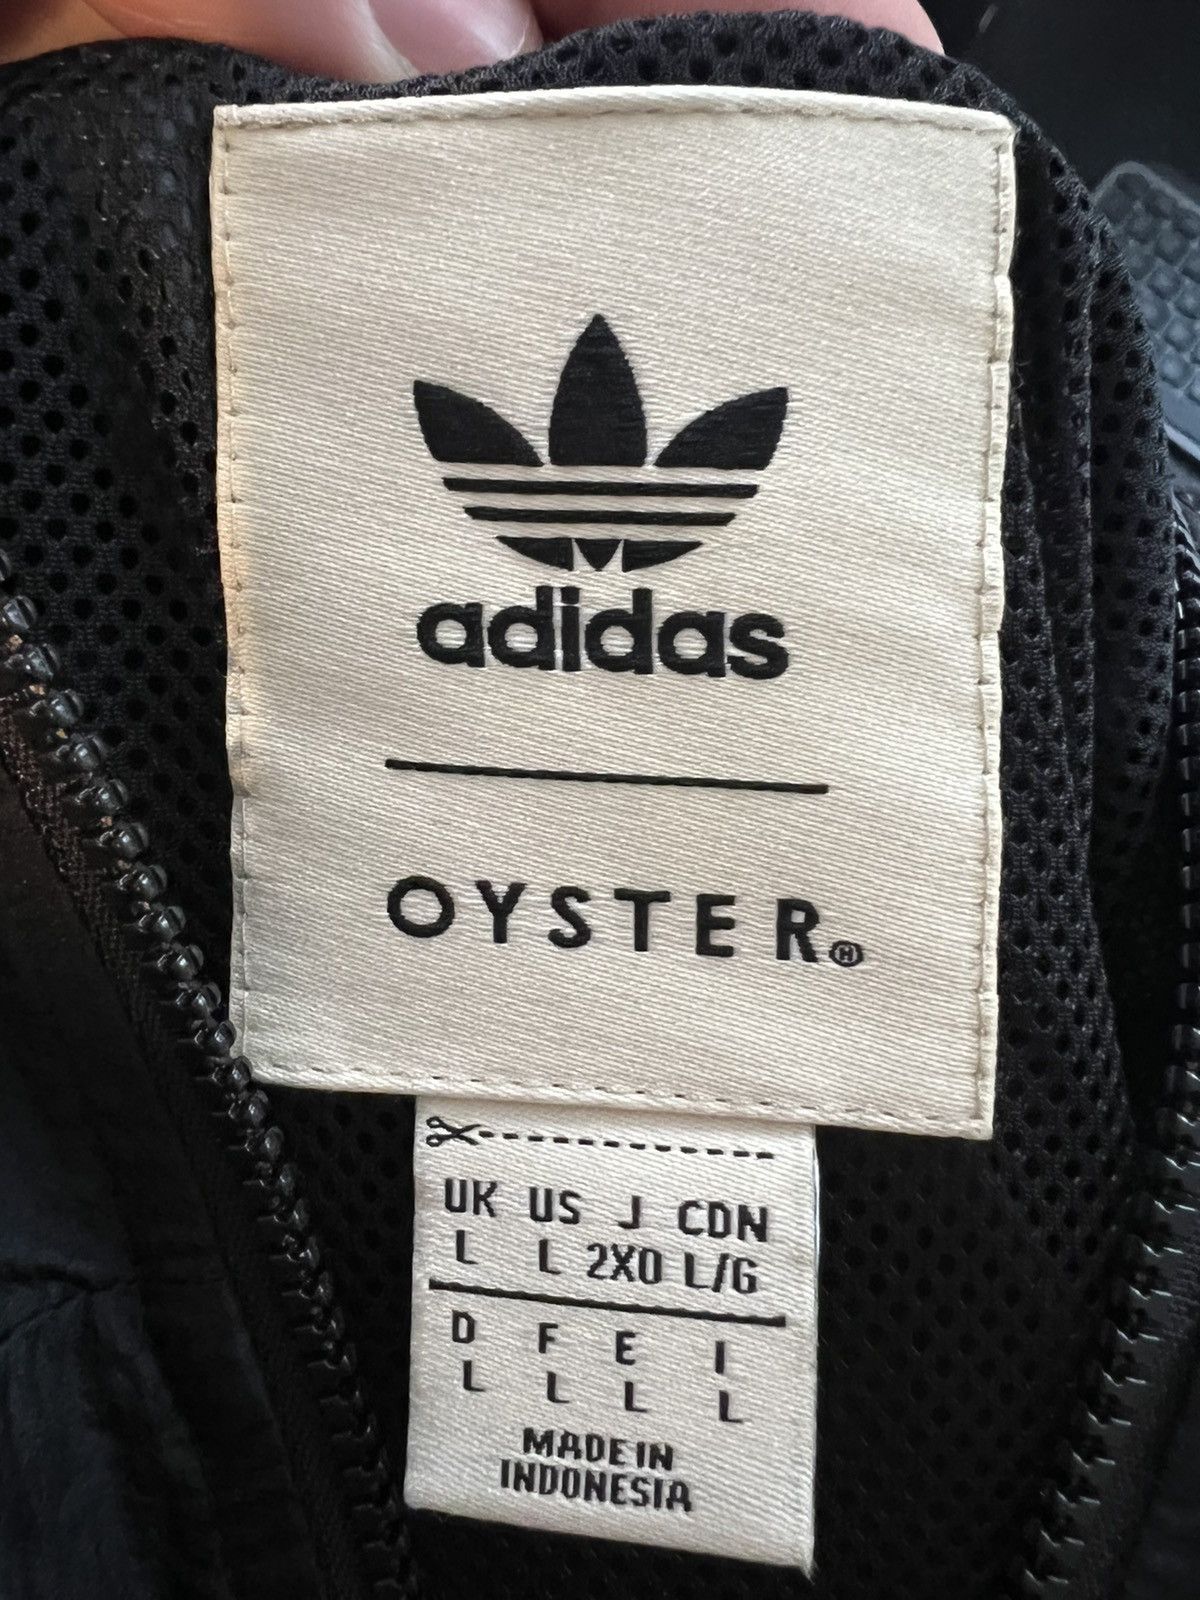 adidas
OYSTER Ⓗ
UK US J CDN
L L 2XO L/G
D F E I
L L L L
MADE IN
INDONESIA